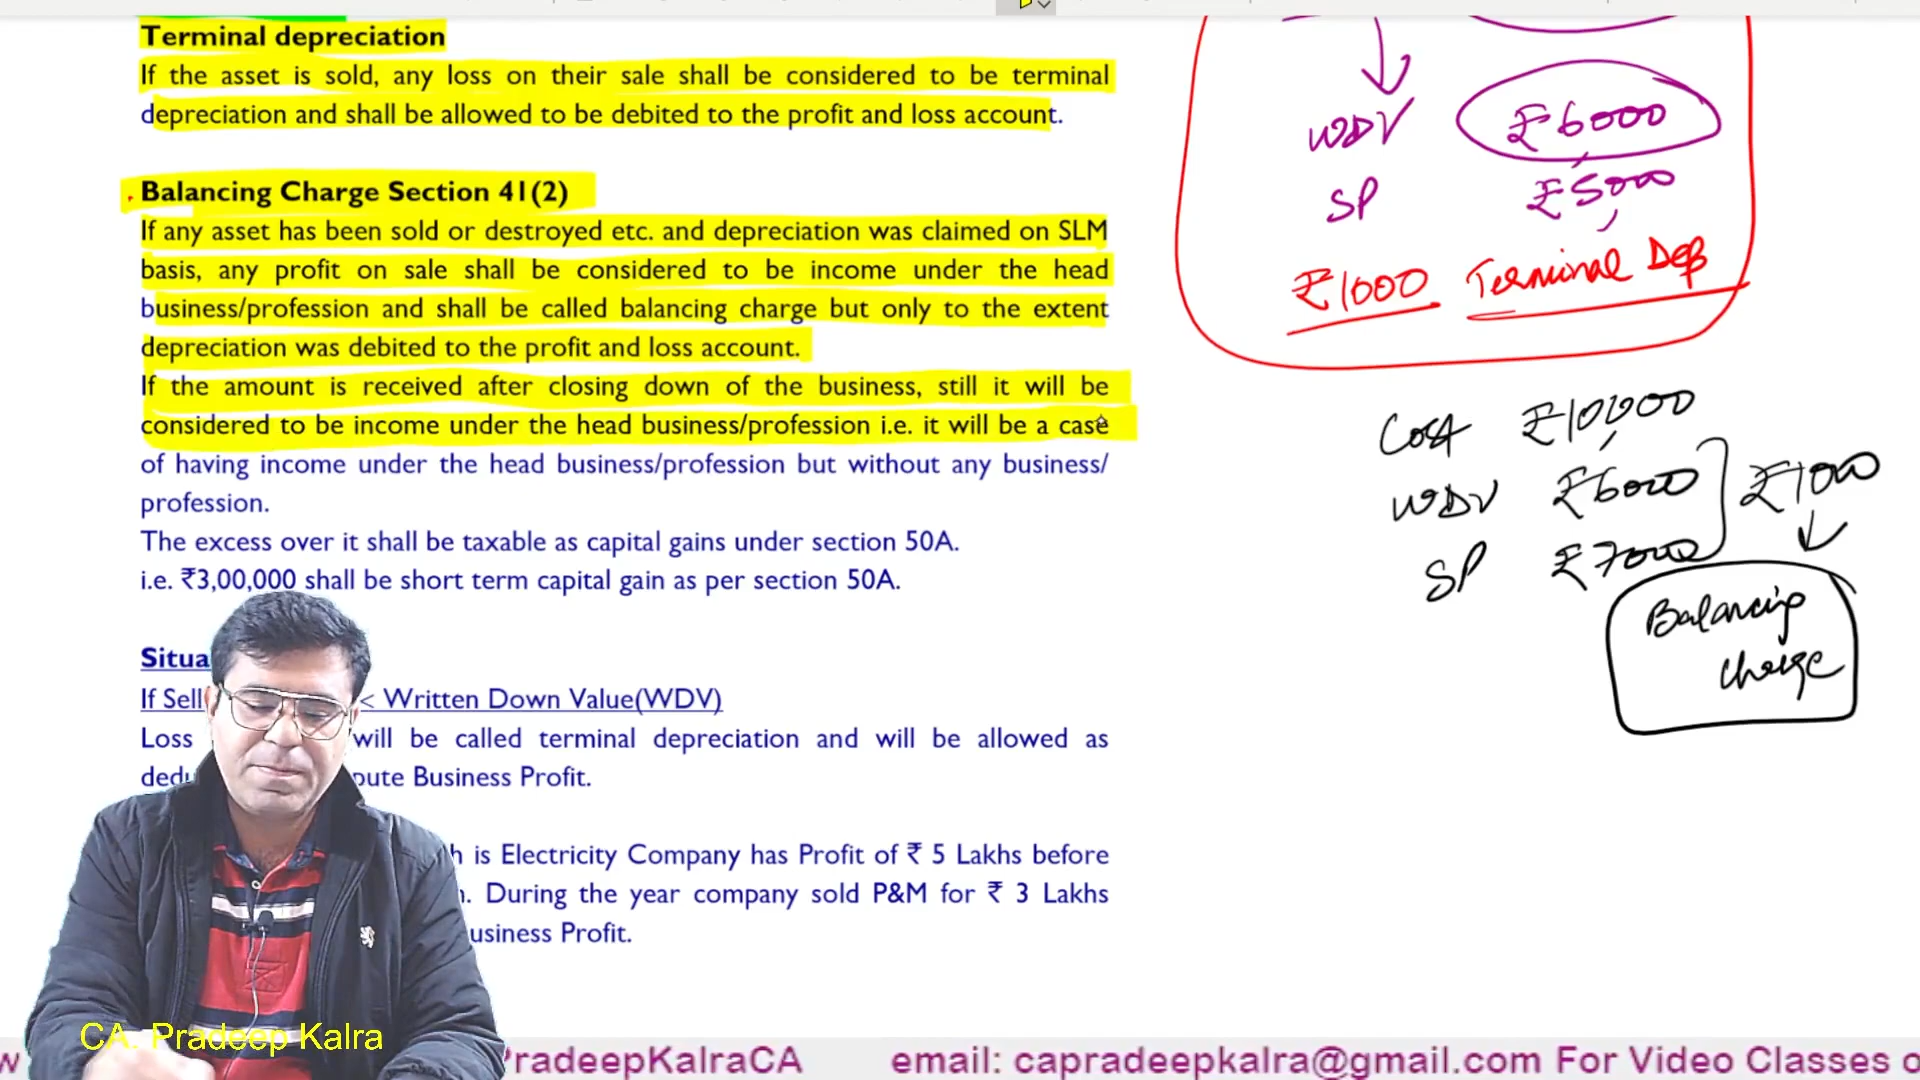 Terminal depreciation
If the asset is sold, any loss on their sale shall be considered to be terminal
depreciation and shall be allowed to be debited to the profit and loss account.
Balancing Charge Section 41(2)
If any asset has been sold or destroyed etc. and depreciation was claimed on SLM
basis, any profit on sale shall be considered to be income under the head
business/profession and shall be called balancing charge but only to the extent
depreciation was debited to the profit and loss account.
If the amount is received after closing down of the business, still it will be
considered to be income under the head business/profession i.e. it will be a case
of having income under the head business/profession but without any business/
profession.
The excess over it shall be taxable as capital gains under section 50A.
i.e. ₹3,00,000 shall be short term capital gain as per section 50A.
Situa
If Sell < Written Down Value(WDV)
Loss will be called terminal depreciation and will be allowed as
dedu pute Business Profit.
h is Electricity Company has Profit of ₹ 5 Lakhs before
. During the year company sold P&M for ₹ 3 Lakhs
usiness Profit.
WDV ₹6000
SP ₹5000
₹1000 Terminal Dep
Cost ₹10,000
WDV ₹6000 ₹1000
SP ₹7000
Balancing
Charge
CA. Pradeep Kalra
w PradeepKalraCA email: capradeepkalra@gmail.com For Video Classes o